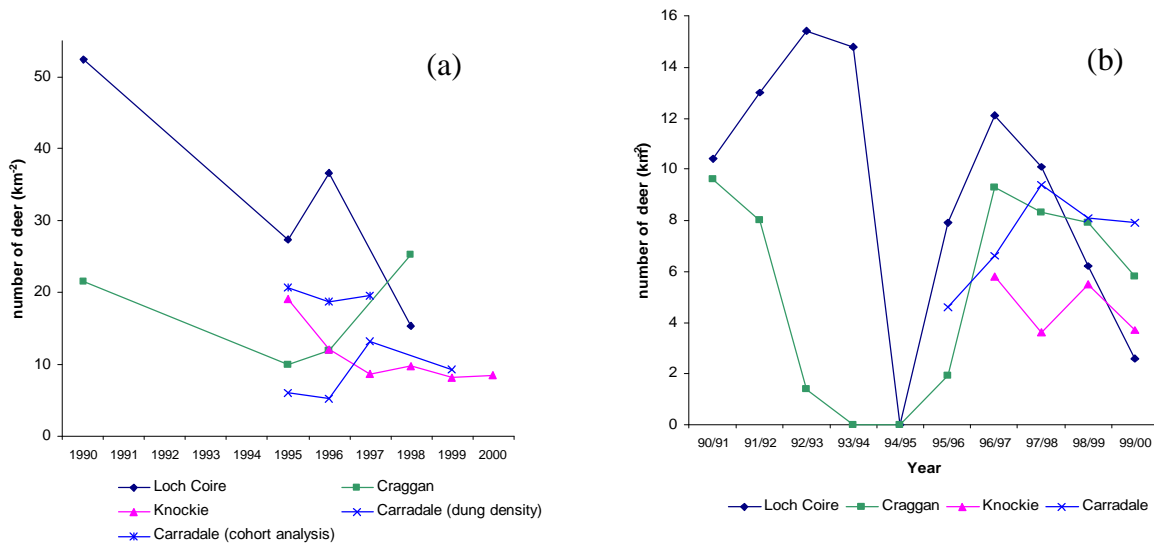 (a)
number of deer (km-2)
50
40
30
20
10
0
1990 1991 1992 1993 1994 1995 1996 1997 1998 1999 2000
Loch Coire Craggan
Knockie Carradale (dung density)
Carradale (cohort analysis)
(b)
number of deer (km-2)
16
14
12
10
8
6
4
2
0
90/91 91/92 92/93 93/94 94/95 95/96 96/97 97/98 98/99 99/00
Year
Loch Coire Craggan Knockie Carradale